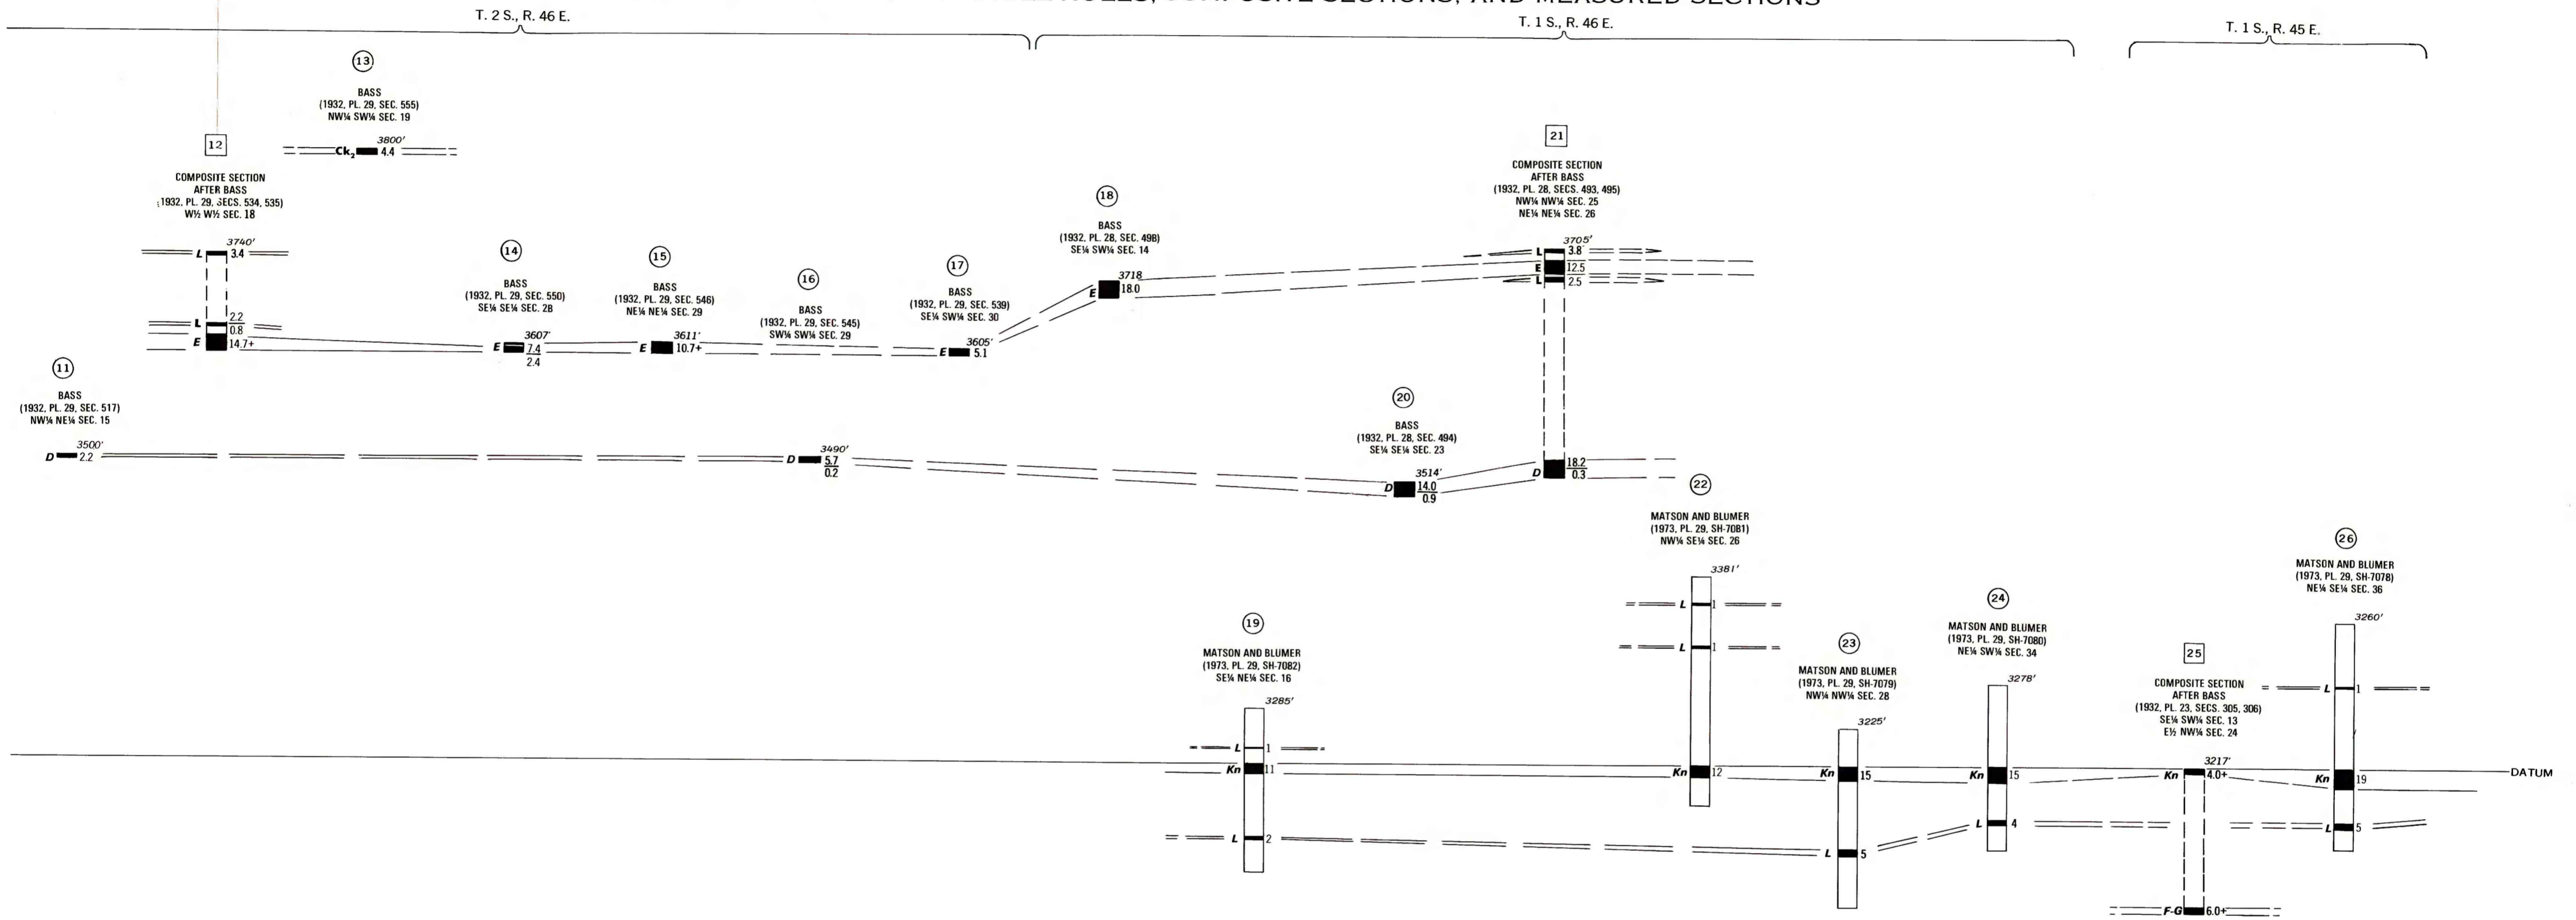 COMPOSITE SECTIONS, AND MEASURED SECTIONS
T. 2 S., R. 46 E.
T. 1 S., R. 46 E.
T. 1 S., R. 45 E.
11
BASS
(1932, PL. 29, SEC. 517)
NW¼ NE¼ SEC. 15
3500'
D 2.2
12
COMPOSITE SECTION
AFTER BASS
(1932, PL. 29, SECS. 534, 535)
W½ W½ SEC. 18
3740'
L 3.4
L 2.2
0.8
E 14.7+
13
BASS
(1932, PL. 29, SEC. 555)
NW¼ SW¼ SEC. 19
3800'
Ck₂ 4.4
14
BASS
(1932, PL. 29, SEC. 550)
SE¼ SE¼ SEC. 2B
3607'
E 7.4
2.4
15
BASS
(1932, PL. 29, SEC. 546)
NE¼ NE¼ SEC. 29
3611'
E 10.7+
16
BASS
(1932, PL. 29, SEC. 545)
SW¼ SW¼ SEC. 29
3490'
D 5.7
0.2
17
BASS
(1932, PL. 29, SEC. 539)
SE¼ SW¼ SEC. 30
3605'
E 5.1
18
BASS
(1932, PL. 28, SEC. 49B)
SE¼ SW¼ SEC. 14
3718
E 18.0
19
MATSON AND BLUMER
(1973, PL. 29, SH-7082)
SE¼ NE¼ SEC. 16
3285'
L 1
Kn 11
L 2
20
BASS
(1932, PL. 28, SEC. 494)
SE¼ SE¼ SEC. 23
3514'
D 14.0
0.9
21
COMPOSITE SECTION
AFTER BASS
(1932, PL. 28, SECS. 493, 495)
NW¼ NW¼ SEC. 25
NE¼ NE¼ SEC. 26
3705'
L 3.8
E 12.5
L 2.5
D 18.2
0.3
22
MATSON AND BLUMER
(1973, PL. 29, SH-70B1)
NW¼ SE¼ SEC. 26
3381'
L 1
L 1
Kn 12
23
MATSON AND BLUMER
(1973, PL. 29, SH-7079)
NW¼ NW¼ SEC. 28
3225'
Kn 15
L 5
24
MATSON AND BLUMER
(1973, PL. 29, SH-7080)
NE¼ SW¼ SEC. 34
3278'
Kn 15
L 4
25
COMPOSITE SECTION
AFTER BASS
(1932, PL. 23, SECS. 305, 306)
SE¼ SW¼ SEC. 13
E½ NW¼ SEC. 24
3217'
Kn 4.0+
F-G 6.0+
26
MATSON AND BLUMER
(1973, PL. 29, SH-7078)
NE¼ SE¼ SEC. 36
3260'
L 1
Kn 19
L 5
DATUM